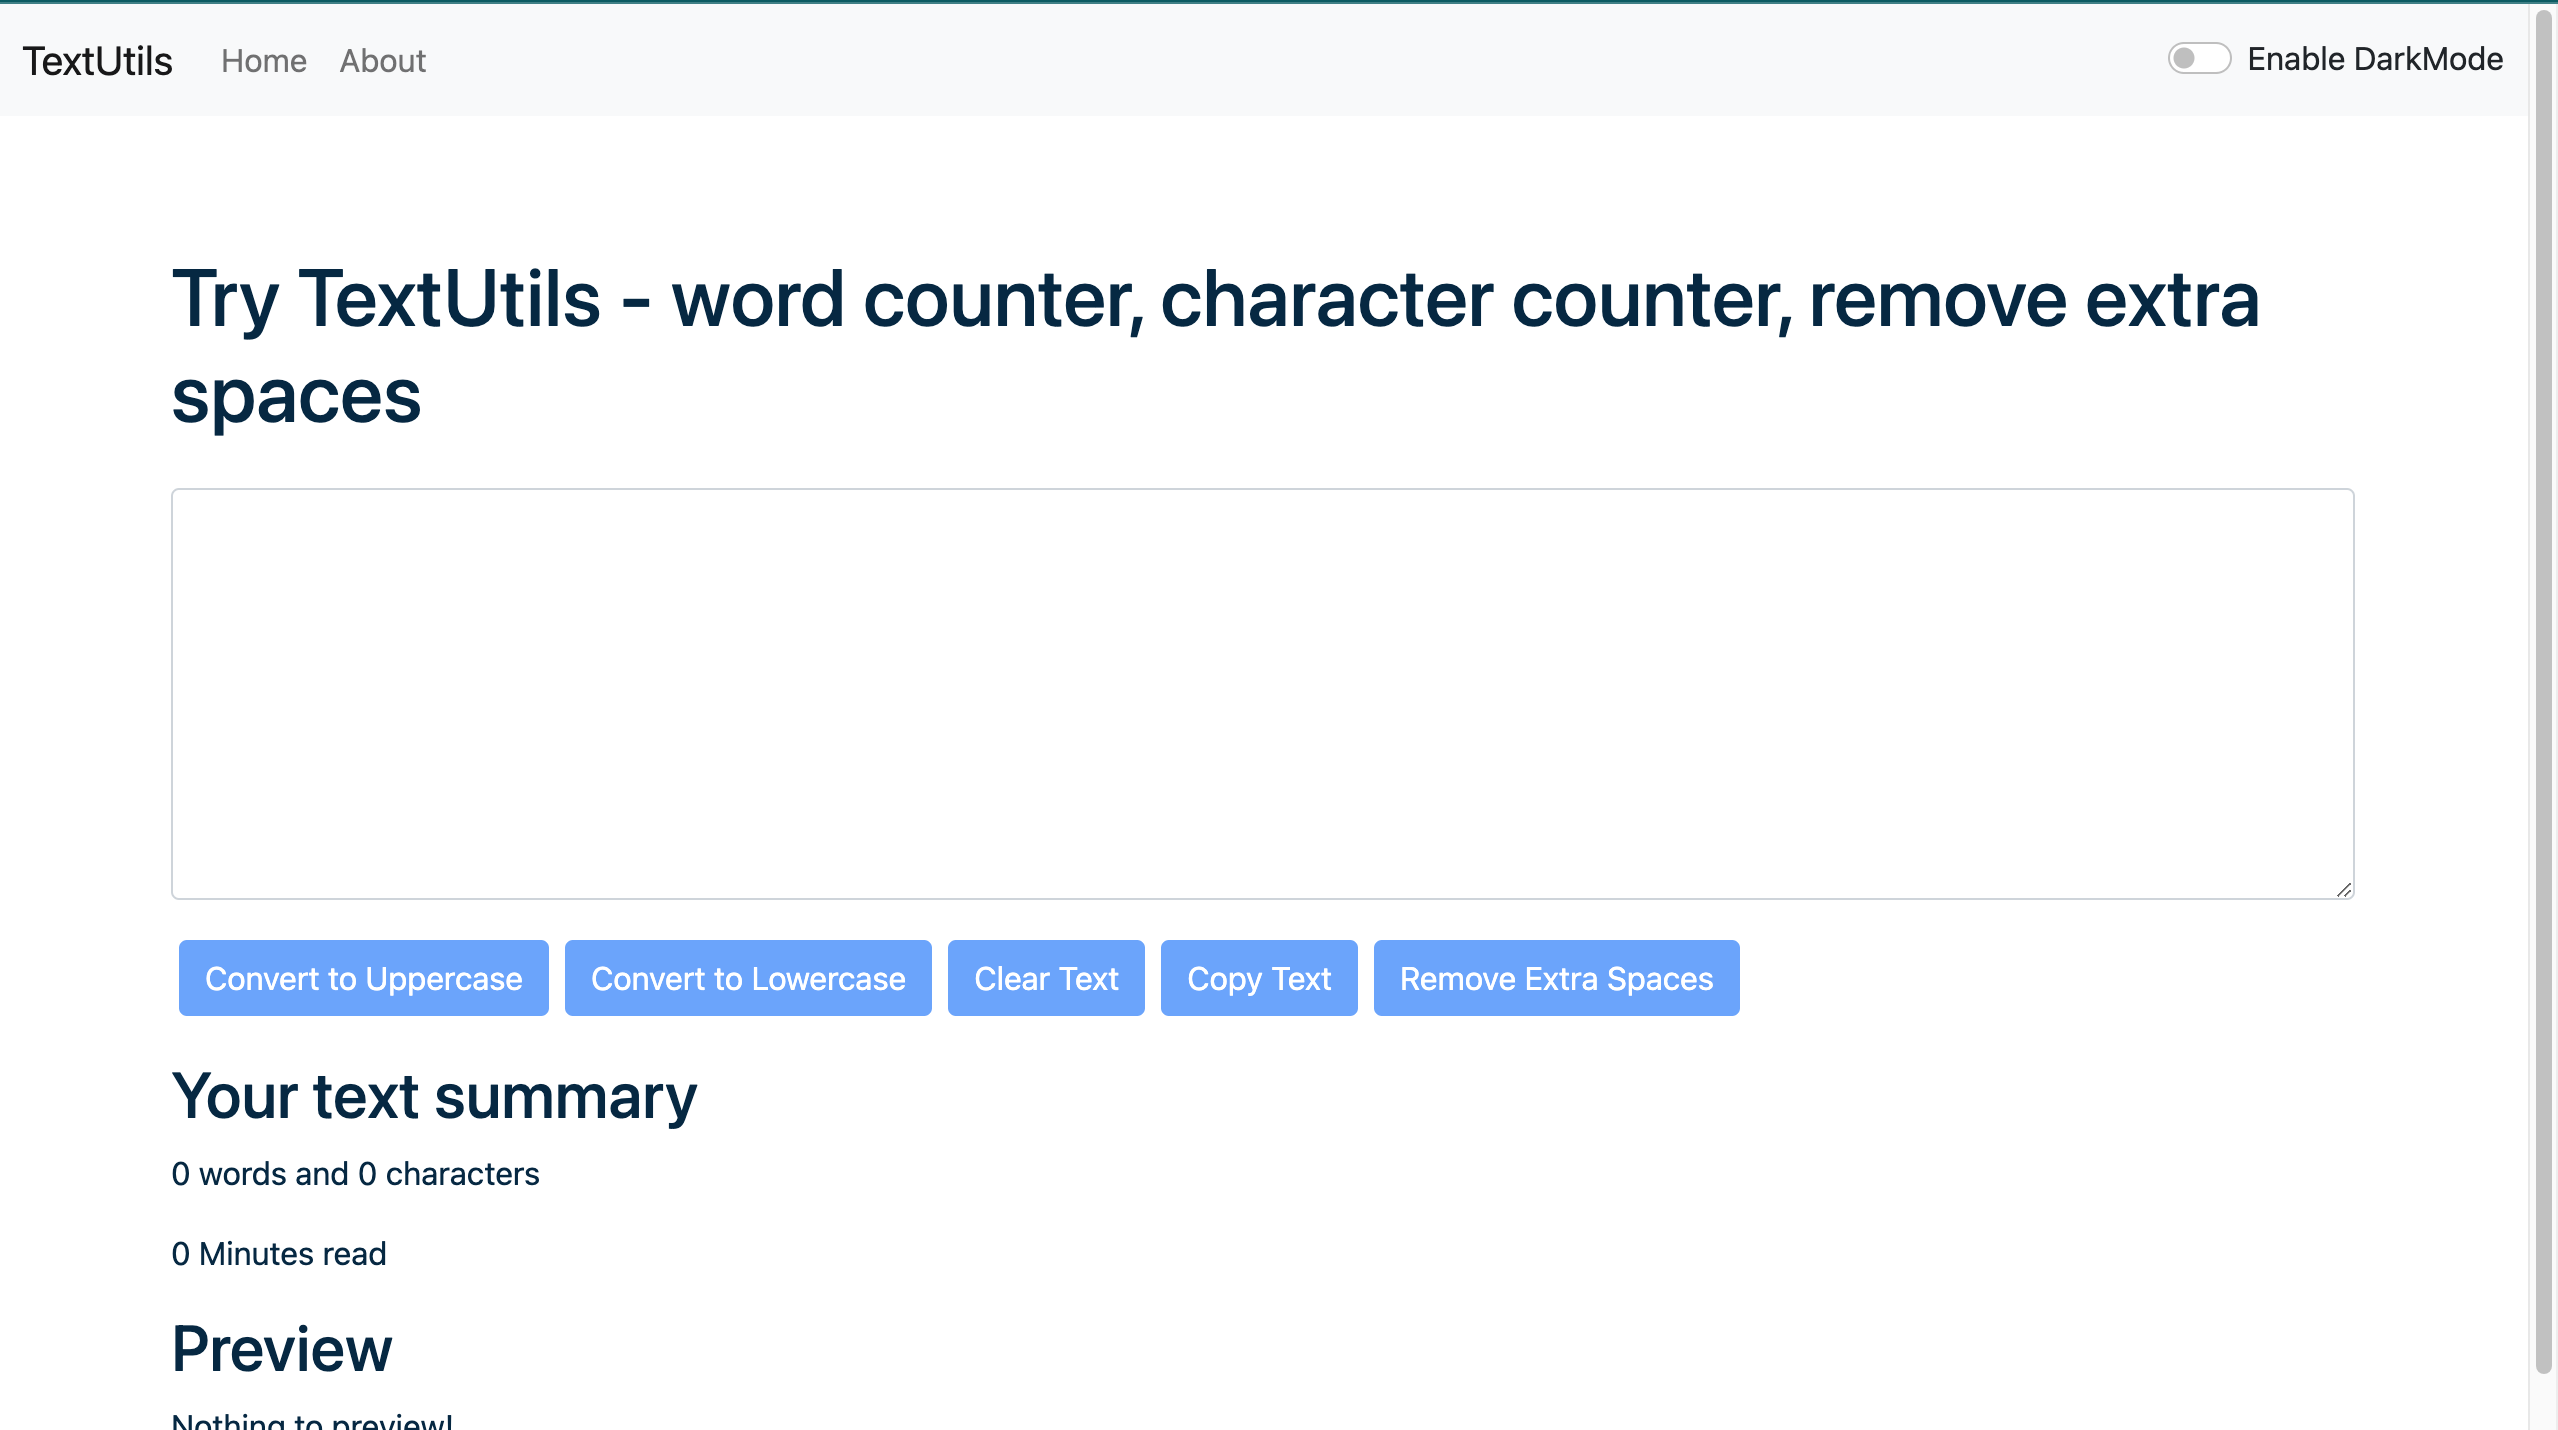 TextUtils Home About Enable DarkMode
Try TextUtils - word counter, character counter, remove extra
spaces
Convert to Uppercase Convert to Lowercase Clear Text Copy Text Remove Extra Spaces
Your text summary
0 words and 0 characters
0 Minutes read
Preview
Nothing to preview!